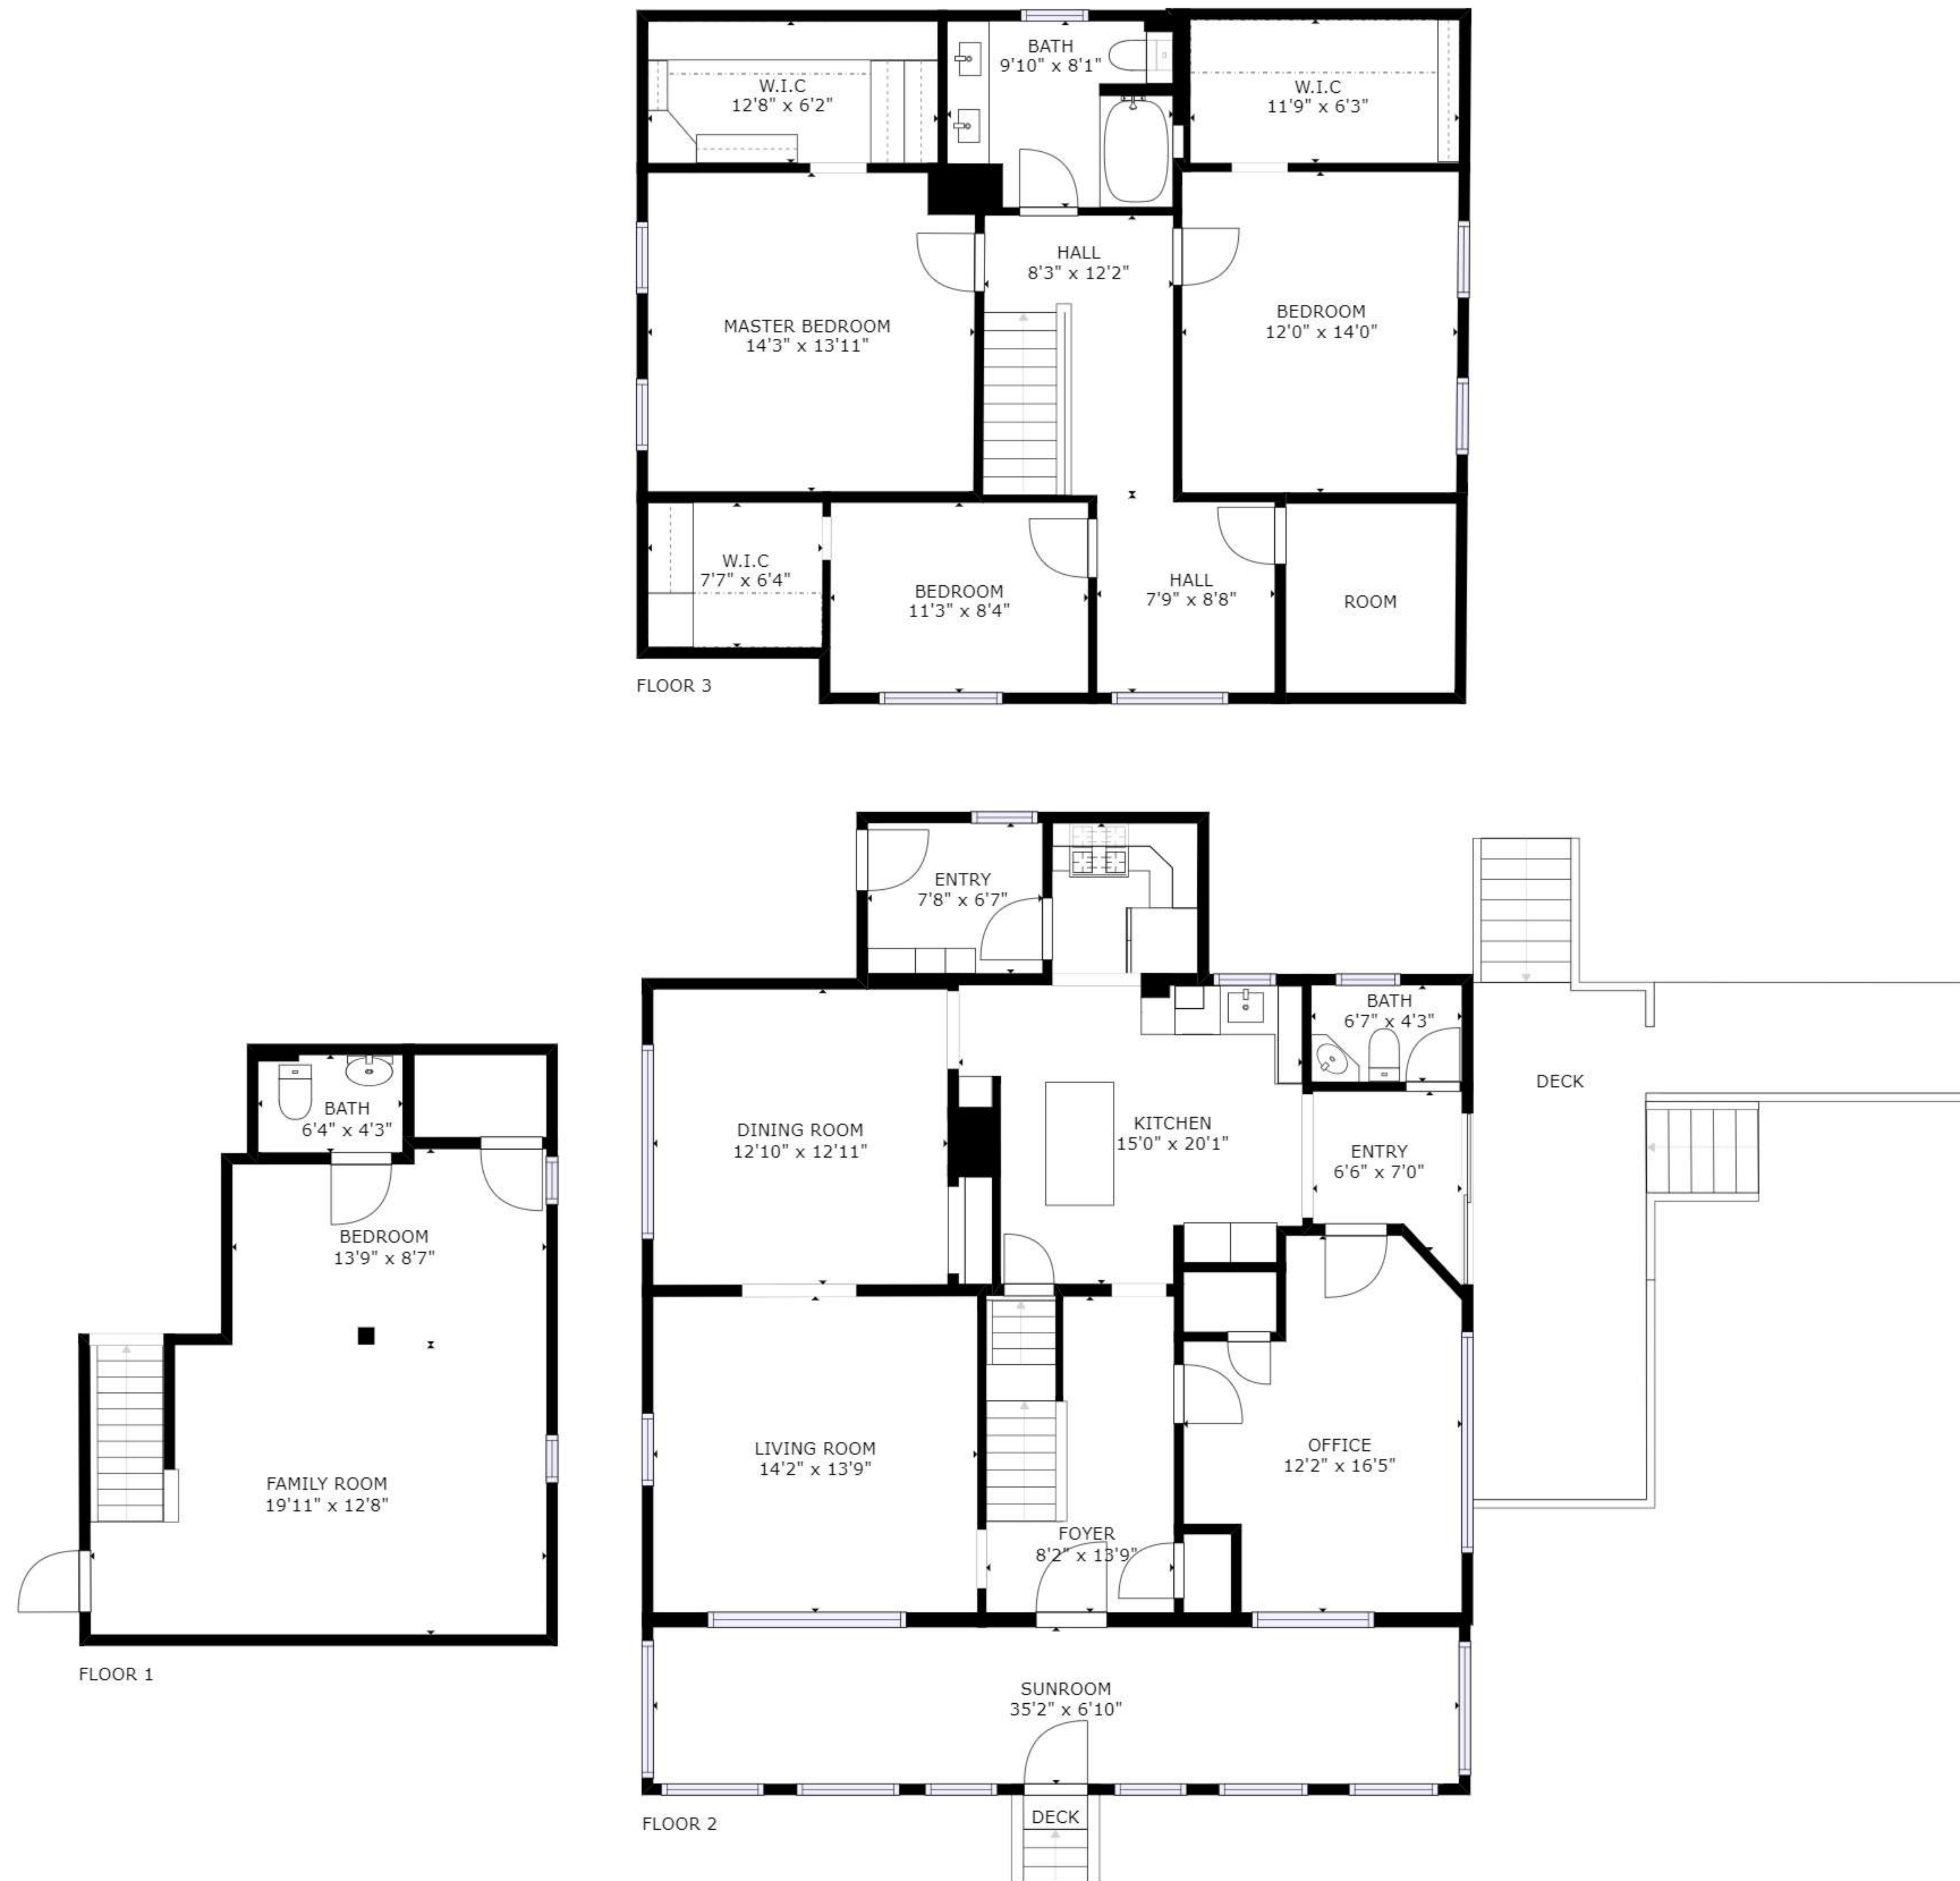 BATH
9'10" x 8'1"
W.I.C
12'8" x 6'2"
W.I.C
11'9" x 6'3"
HALL
8'3" x 12'2"
MASTER BEDROOM
14'3" x 13'11"
BEDROOM
12'0" x 14'0"
W.I.C
7'7" x 6'4"
BEDROOM
11'3" x 8'4"
HALL
7'9" x 8'8"
ROOM
FLOOR 3
ENTRY
7'8" x 6'7"
BATH
6'7" x 4'3"
DECK
DINING ROOM
12'10" x 12'11"
KITCHEN
15'0" x 20'1"
ENTRY
6'6" x 7'0"
LIVING ROOM
14'2" x 13'9"
OFFICE
12'2" x 16'5"
FOYER
8'2" x 13'9"
SUNROOM
35'2" x 6'10"
DECK
FLOOR 2
BATH
6'4" x 4'3"
BEDROOM
13'9" x 8'7"
FAMILY ROOM
19'11" x 12'8"
FLOOR 1